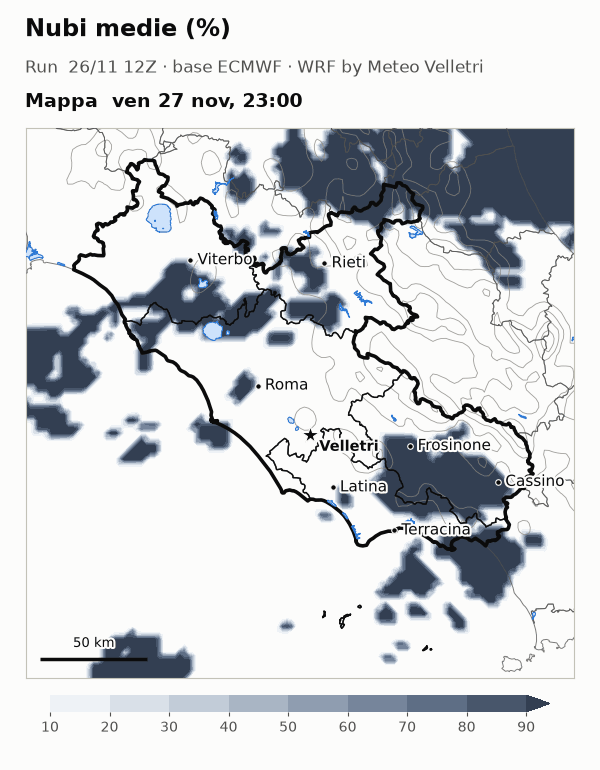 Nubi medie (%)
Run  26/11 12Z · base ECMWF · WRF by Meteo Velletri
Mappa  ven 27 nov, 23:00
Viterbo
Rieti
Roma
Velletri
Frosinone
Latina
Cassino
Terracina
50 km
10 20 30 40 50 60 70 80 90